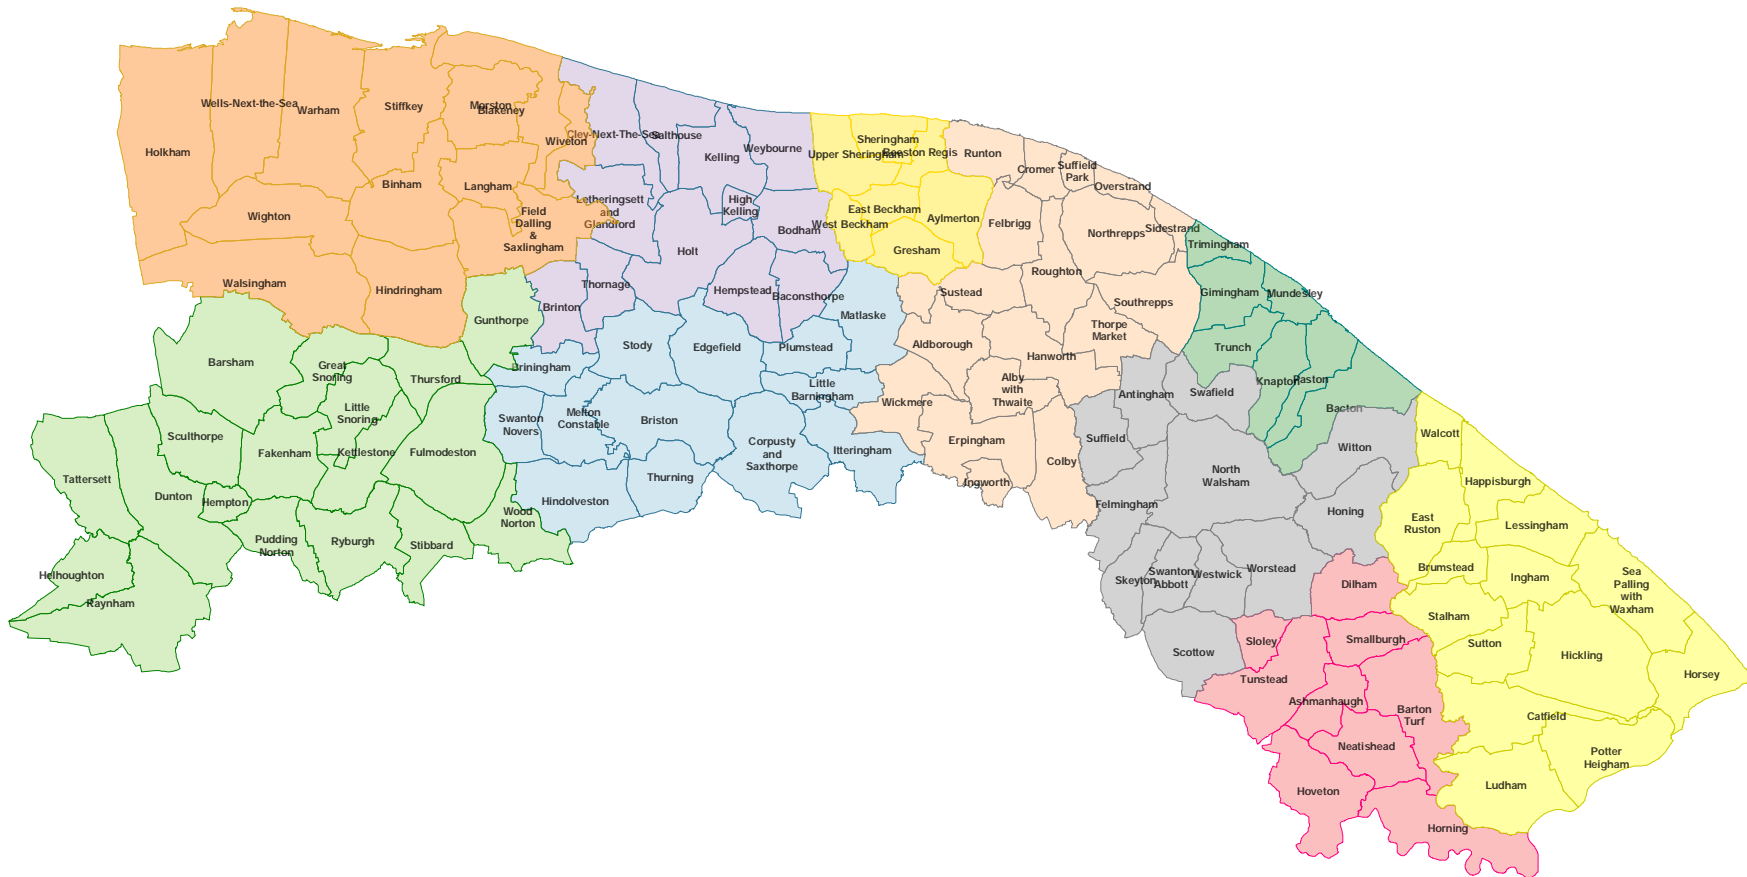 Holkham
Wells-Next-the-Sea
Warham
Stiffkey
Morston
Blakeney
Wiveton
Binham
Langham
Wighton
Field
Dalling
&
Saxlingham
Walsingham
Hindringham
Cley-Next-The-Sea
Salthouse
Kelling
Weybourne
Letheringsett
and
Glandford
High
Kelling
Bodham
Holt
Thornage
Brinton
Hempstead
Baconsthorpe
Sheringham
Upper Sheringham
Beeston Regis
East Beckham
West Beckham
Aylmerton
Gresham
Runton
Cromer
Suffield
Park
Overstrand
Felbrigg
Northrepps
Sidestrand
Roughton
Sustead
Southrepps
Thorpe
Market
Aldborough
Hanworth
Alby
with
Thwaite
Wickmere
Erpingham
Colby
Ingworth
Trimingham
Gimingham
Mundesley
Trunch
Knapton
Paston
Bacton
Barsham
Great
Snoring
Thursford
Gunthorpe
Little
Snoring
Sculthorpe
Fakenham
Kettlestone
Fulmodeston
Tattersett
Dunton
Hempton
Pudding
Norton
Ryburgh
Stibbard
Wood
Norton
Helhoughton
Raynham
Matlaske
Stody
Edgefield
Plumstead
Briningham
Little
Barningham
Swanton
Novers
Melton
Constable
Briston
Corpusty
and
Saxthorpe
Itteringham
Hindolveston
Thurning
Antingham
Swafield
Suffield
Witton
North
Walsham
Felmingham
Honing
Skeyton
Swanton
Abbott
Westwick
Worstead
Scottow
Dilham
Sloley
Smallburgh
Tunstead
Ashmanhaugh
Barton
Turf
Neatishead
Hoveton
Horning
Walcott
Happisburgh
East
Ruston
Lessingham
Brumstead
Ingham
Sea
Palling
with
Waxham
Stalham
Sutton
Hickling
Horsey
Catfield
Potter
Heigham
Ludham